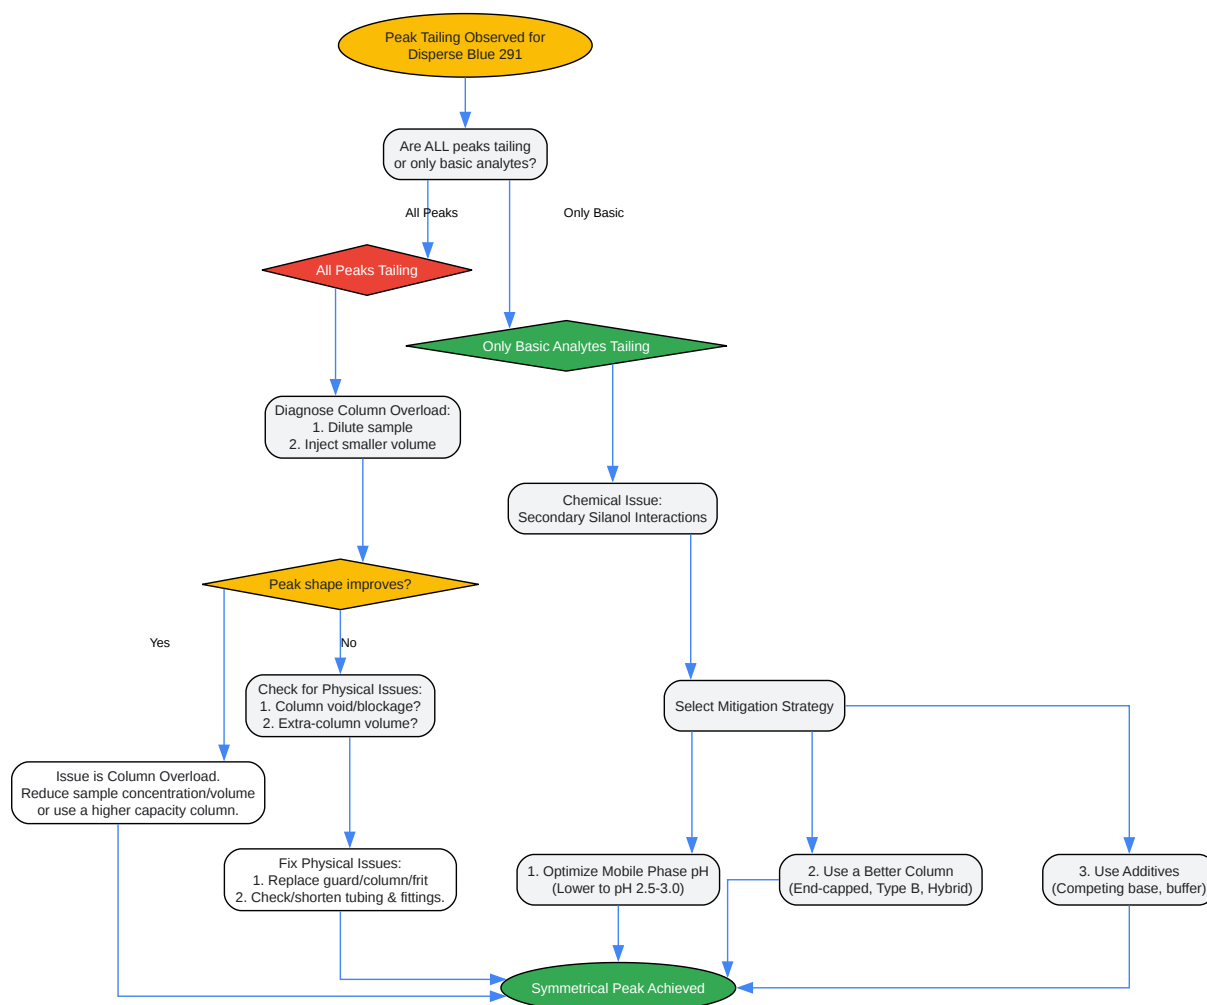 Peak Tailing Observed for
Disperse Blue 291
Are ALL peaks tailing
or only basic analytes?
All Peaks
Only Basic
All Peaks Tailing
Only Basic Analytes Tailing
Diagnose Column Overload:
1. Dilute sample
2. Inject smaller volume
Chemical Issue:
Secondary Silanol Interactions
Peak shape improves?
Yes
No
Check for Physical Issues:
1. Column void/blockage?
2. Extra-column volume?
Select Mitigation Strategy
Issue is Column Overload.
Reduce sample concentration/volume
or use a higher capacity column.
Fix Physical Issues:
1. Replace guard/column/frit
2. Check/shorten tubing & fittings.
1. Optimize Mobile Phase pH
(Lower to pH 2.5-3.0)
2. Use a Better Column
(End-capped, Type B, Hybrid)
3. Use Additives
(Competing base, buffer)
Symmetrical Peak Achieved